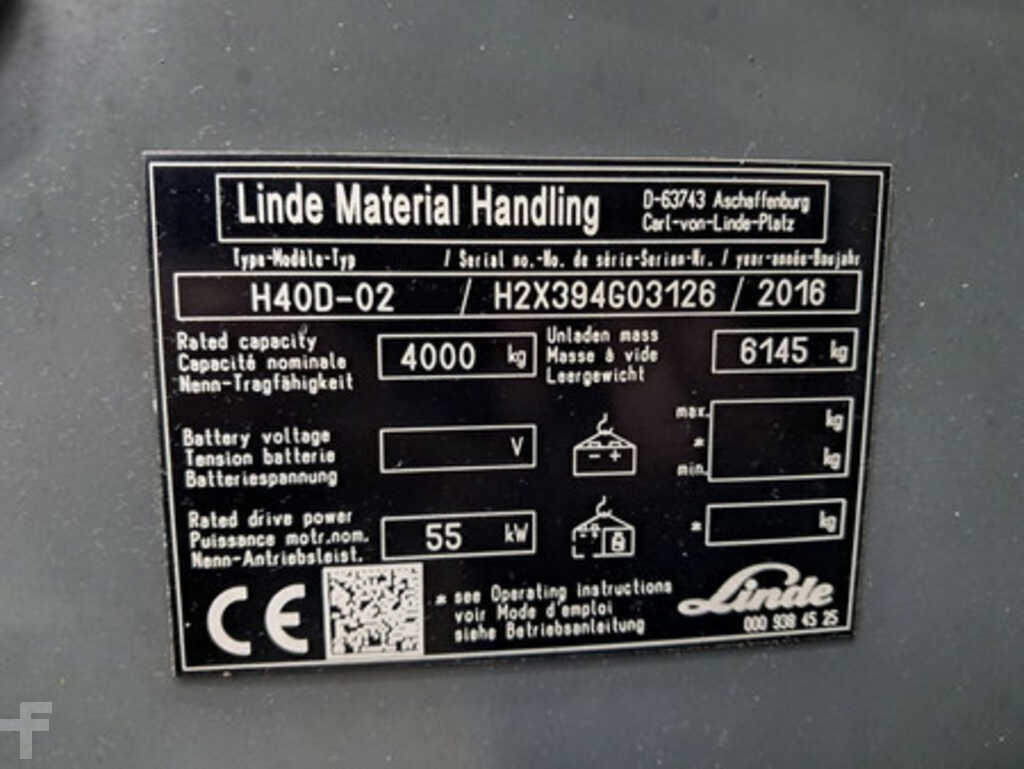 Linde Material Handling
D-63743 Aschaffenburg
Carl-von-Linde-Platz
Type-Modèle-Typ / Serial no.-No. de série-Serien-Nr. / year-année-Baujahr
H40D-02 / H2X394G03126 / 2016
Rated capacity
Capacité nominale
Nenn-Tragfähigkeit
4000 kg
Unladen mass
Masse à vide
Leergewicht
6145 kg
Battery voltage
Tension batterie
Batteriespannung
V
max. kg
*
min. kg
Rated drive power
Puissance motr.nom.
Nenn-Antriebsleist.
55 kW
* kg
CE
* see Operating instructions
voir Mode d'emploi
siehe Betriebsanleitung
Linde
000 938 45 25